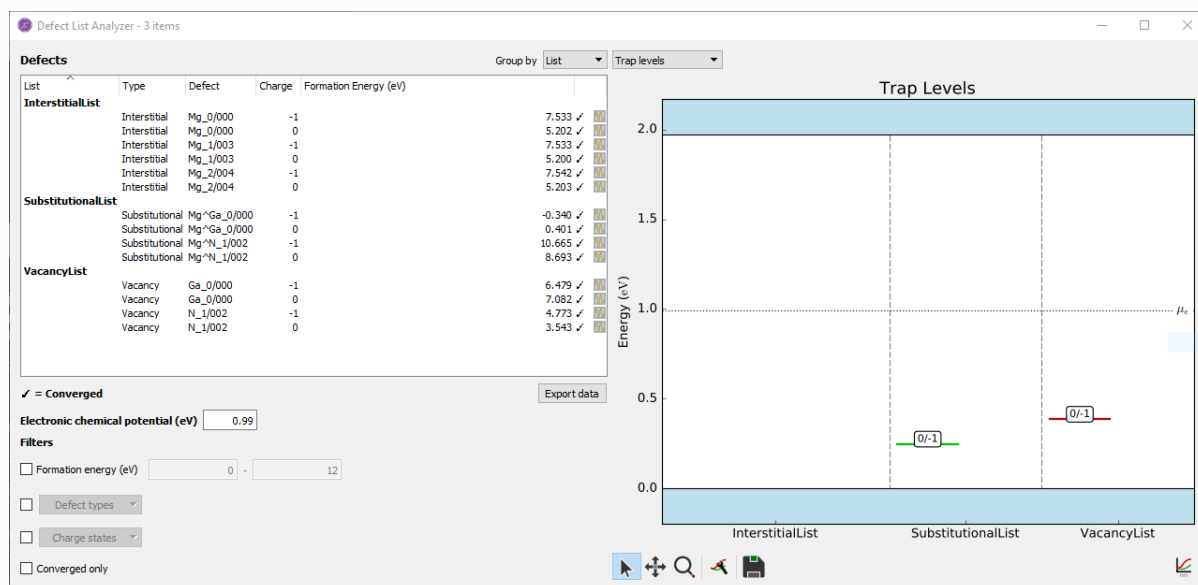 Defect List Analyzer - 3 items
Defects
Group by List Trap levels
List Type Defect Charge Formation Energy (eV)
InterstitialList
Interstitial Mg_0/000 -1 7.533 ✓
Interstitial Mg_0/000 0 5.202 ✓
Interstitial Mg_1/003 -1 7.533 ✓
Interstitial Mg_1/003 0 5.200 ✓
Interstitial Mg_2/004 -1 7.542 ✓
Interstitial Mg_2/004 0 5.203 ✓
SubstitutionalList
Substitutional Mg^Ga_0/000 -1 -0.340 ✓
Substitutional Mg^Ga_0/000 0 0.401 ✓
Substitutional Mg^N_1/002 -1 10.665 ✓
Substitutional Mg^N_1/002 0 8.693 ✓
VacancyList
Vacancy Ga_0/000 -1 6.479 ✓
Vacancy Ga_0/000 0 7.082 ✓
Vacancy N_1/002 -1 4.773 ✓
Vacancy N_1/002 0 3.543 ✓
✓ = Converged
Export data
Electronic chemical potential (eV) 0.99
Filters
Formation energy (eV) 0 - 12
Defect types
Charge states
Converged only
Trap Levels
2.0
1.5
1.0
0.5
0.0
Energy (eV)
μe
0/-1
0/-1
InterstitialList SubstitutionalList VacancyList